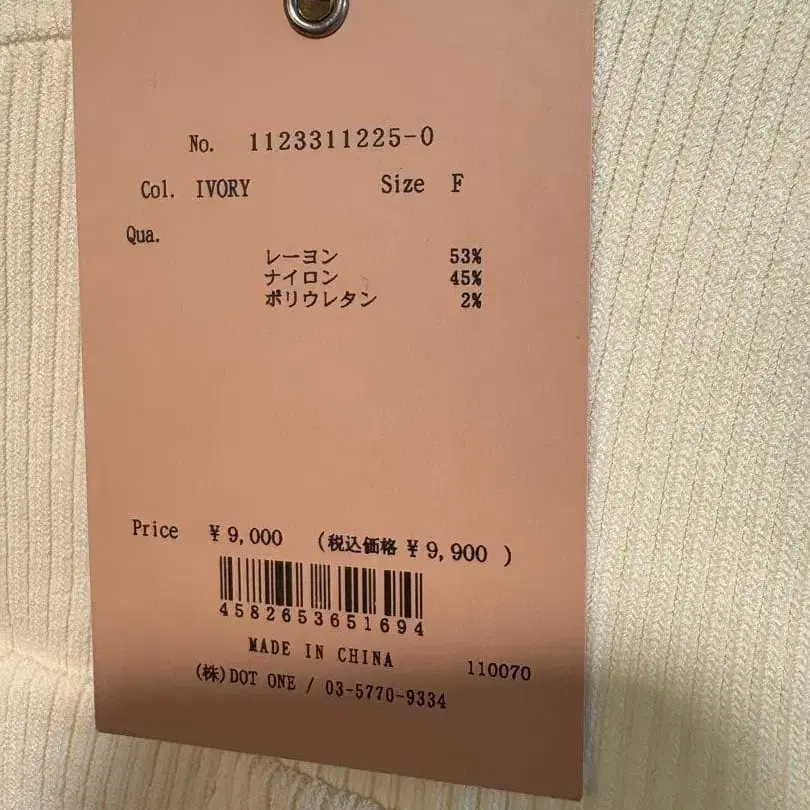 No. 1123311225-0
Col. IVORY Size F
Qua.
レーヨン 53%
ナイロン 45%
ポリウレタン 2%
Price ¥9,000 (税込価格 ¥9,900 )
4582653651694
MADE IN CHINA 110070
(株)DOT ONE / 03-5770-9334